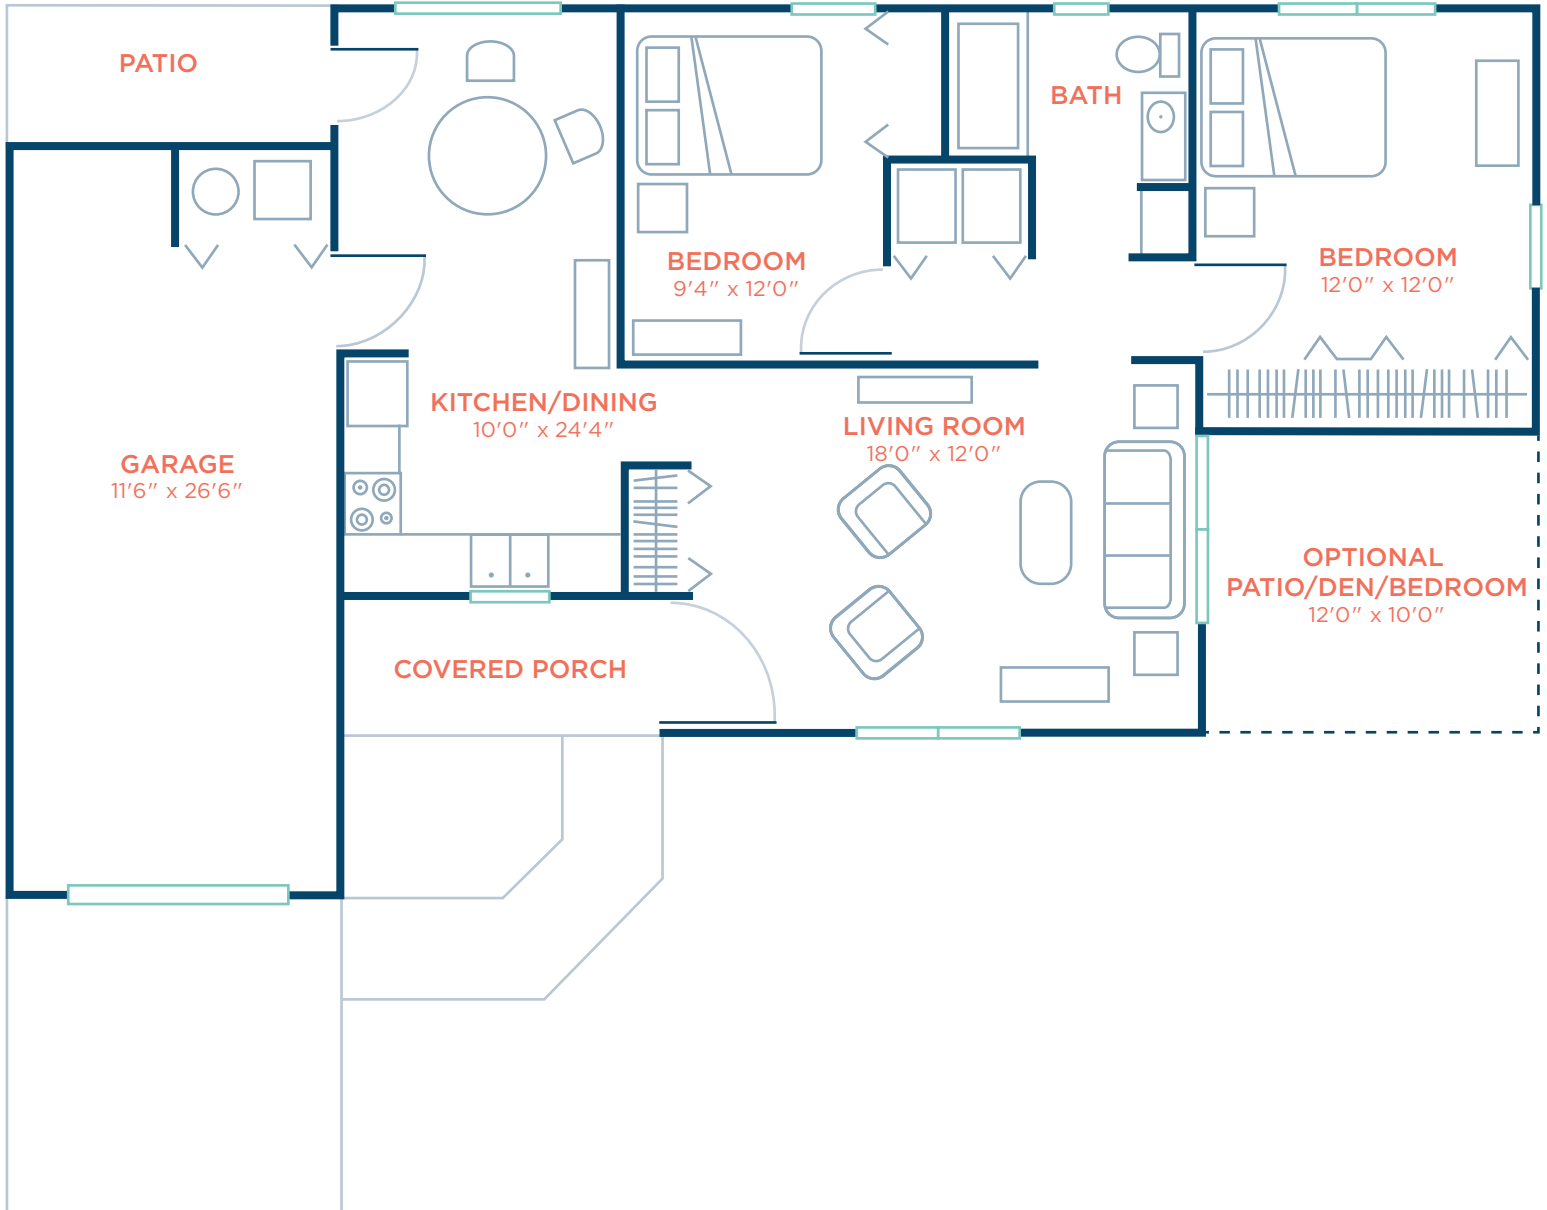 PATIO
BATH
BEDROOM
9'4" x 12'0"
BEDROOM
12'0" x 12'0"
KITCHEN/DINING
10'0" x 24'4"
LIVING ROOM
18'0" x 12'0"
GARAGE
11'6" x 26'6"
OPTIONAL
PATIO/DEN/BEDROOM
12'0" x 10'0"
COVERED PORCH